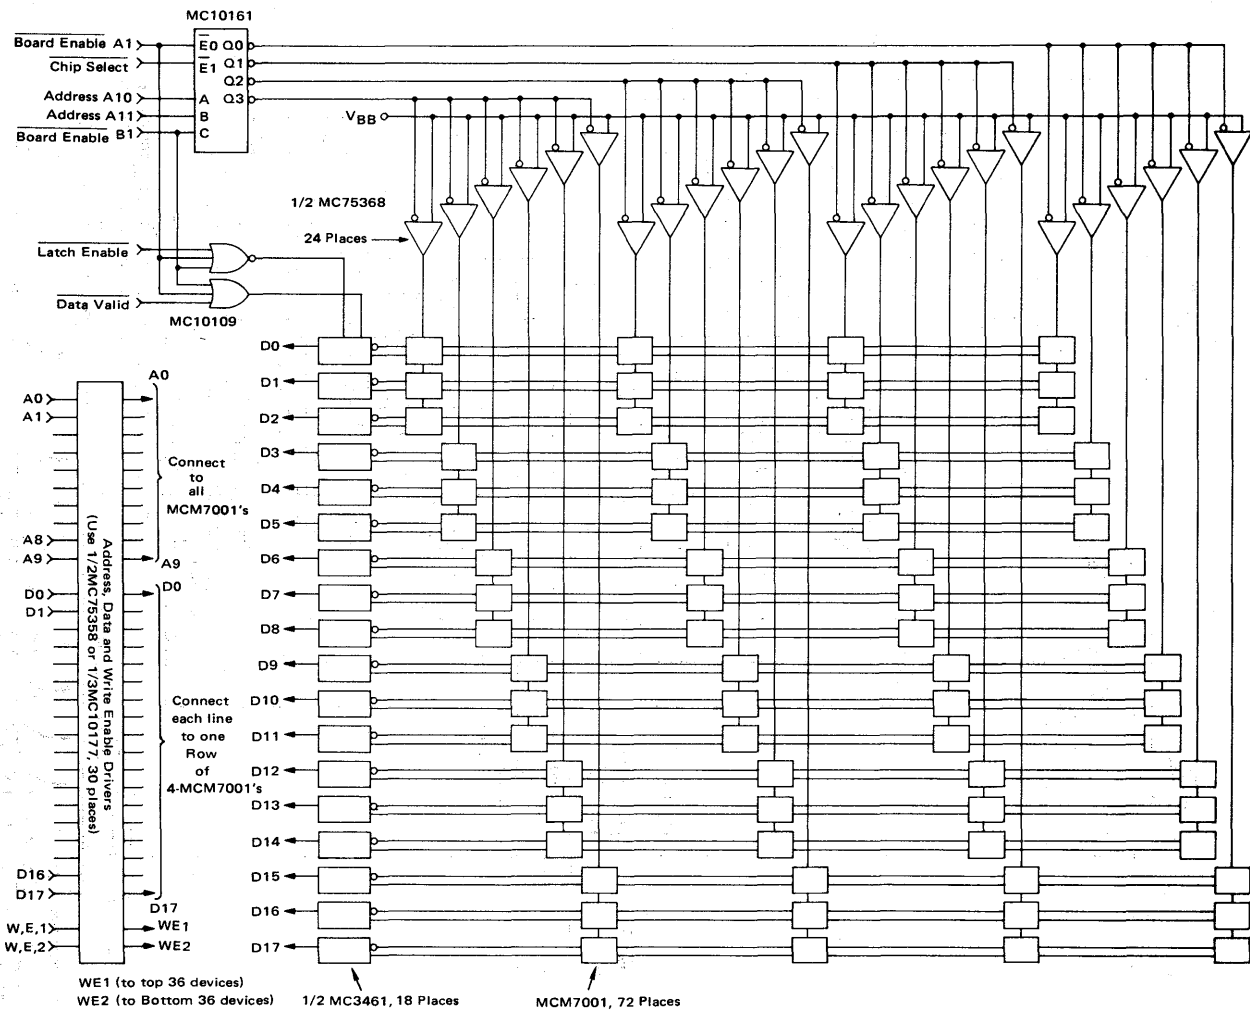 MC10161
Board Enable A1
Chip Select
Address A10
Address A11
Board Enable B1
E0 Q0
E1 Q1
Q2
A Q3
B
C
VBB
1/2 MC75368
24 Places
Latch Enable
Data Valid
MC10109
D0
D1
D2
D3
D4
D5
D6
D7
D8
D9
D10
D11
D12
D13
D14
D15
D16
D17
A0
A1
A8
A9
D0
D1
D16
D17
W,E,1
W,E,2
Address, Data and Write Enable Drivers
(Use 1/2MC75358 or 1/3MC10177, 30 places)
A0
Connect
to
all
MCM7001's
A9
D0
Connect
each line
to one
Row
of
4-MCM7001's
D17
WE1
WE2
WE1 (to top 36 devices)
WE2 (to Bottom 36 devices)
1/2 MC3461, 18 Places
MCM7001, 72 Places